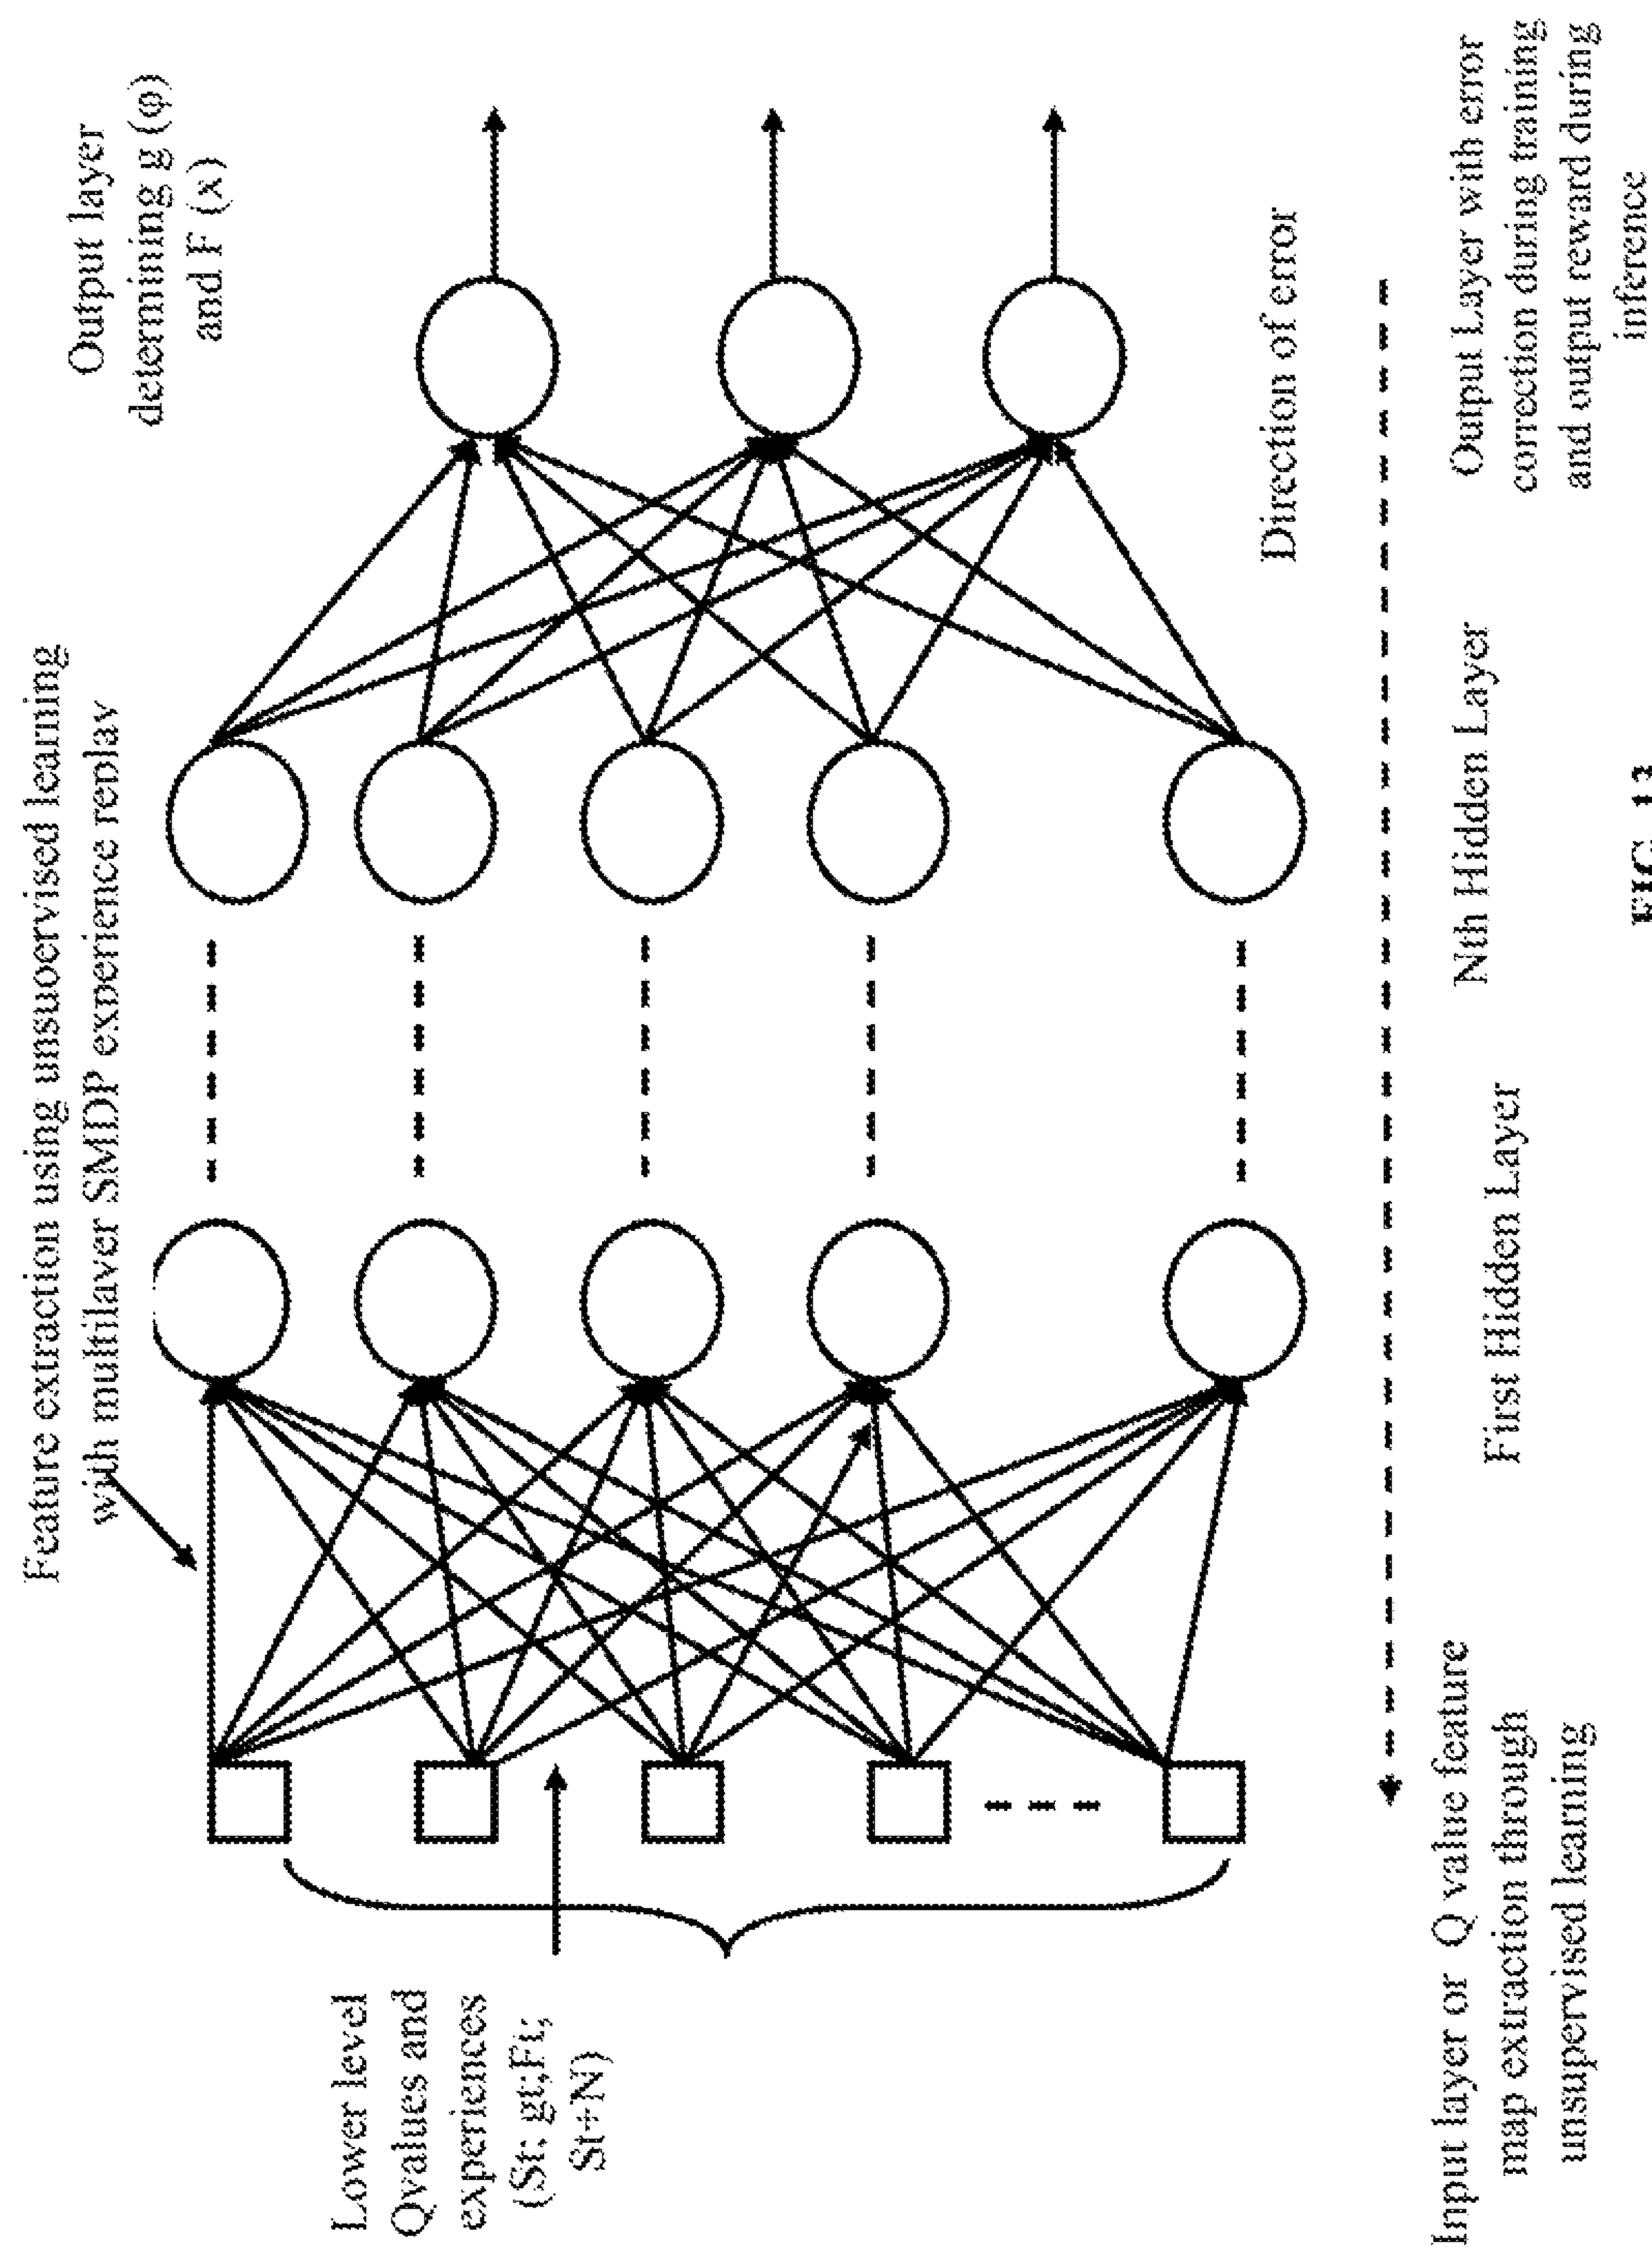 Feature extraction using unsuoervised learning
with multilayer SMDP experience replay
Output layer
determining g (φ)
and F (x)
Lower level
Qvalues and
experiences
(St; gt;Ft;
St+N)
Direction of error
Input layer or Q value feature
map extraction through
unsupervised learning
First Hidden Layer
Nth Hidden Layer
Output Layer with error
correction during training
and output reward during
inference
FIG. 13